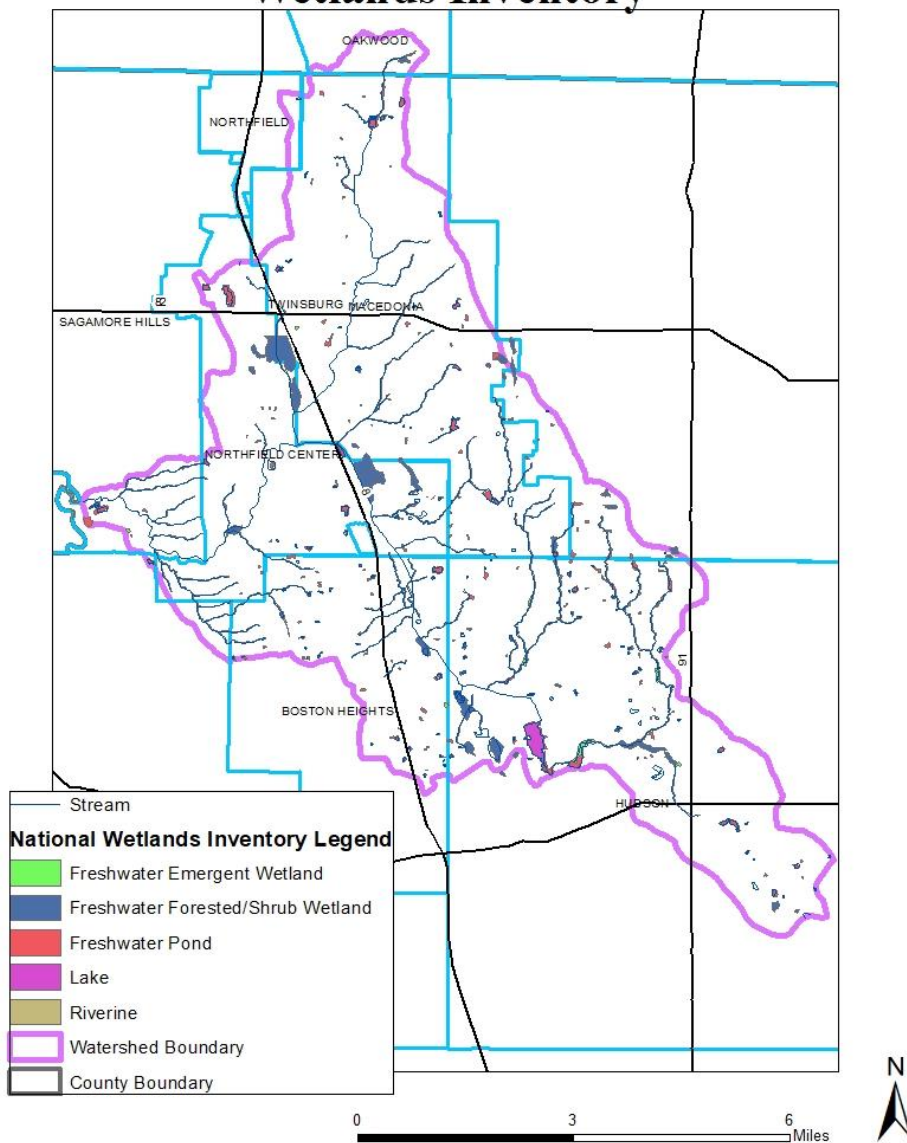 Wetlands Inventory
OAKWOOD
NORTHFIELD
82
TWINSBURG MACEDONIA
SAGAMORE HILLS
NORTHFIELD CENTER
8
91
BOSTON HEIGHTS
HUDSON
Stream
National Wetlands Inventory Legend
Freshwater Emergent Wetland
Freshwater Forested/Shrub Wetland
Freshwater Pond
Lake
Riverine
Watershed Boundary
County Boundary
N
0 3 6
Miles